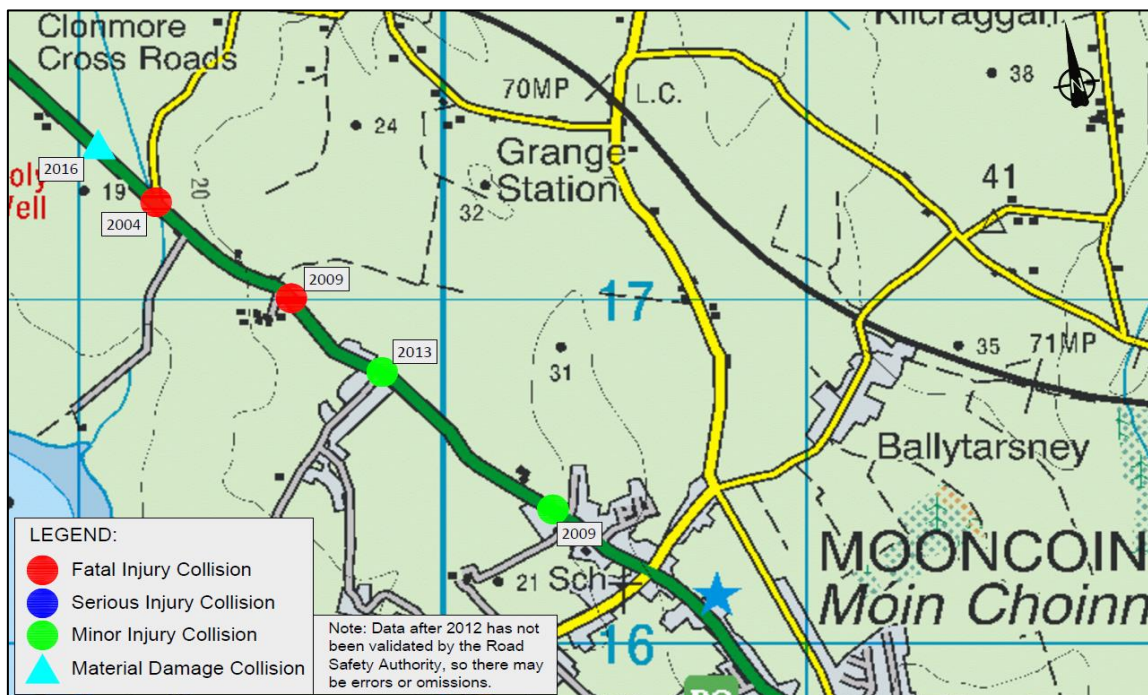 Clonmore
Cross Roads
Kilcraggan
N
70MP
L.C.
38
24
2016
Grange
Station
oly
ell
19
20
2004
32
41
2009
17
2013
31
35
71MP
Ballytarsney
2009
MOONCOIN
Móin Choinn
21
Sch
16
LEGEND:
Fatal Injury Collision
Serious Injury Collision
Minor Injury Collision
Material Damage Collision
Note: Data after 2012 has not
been validated by the Road
Safety Authority, so there may
be errors or omissions.